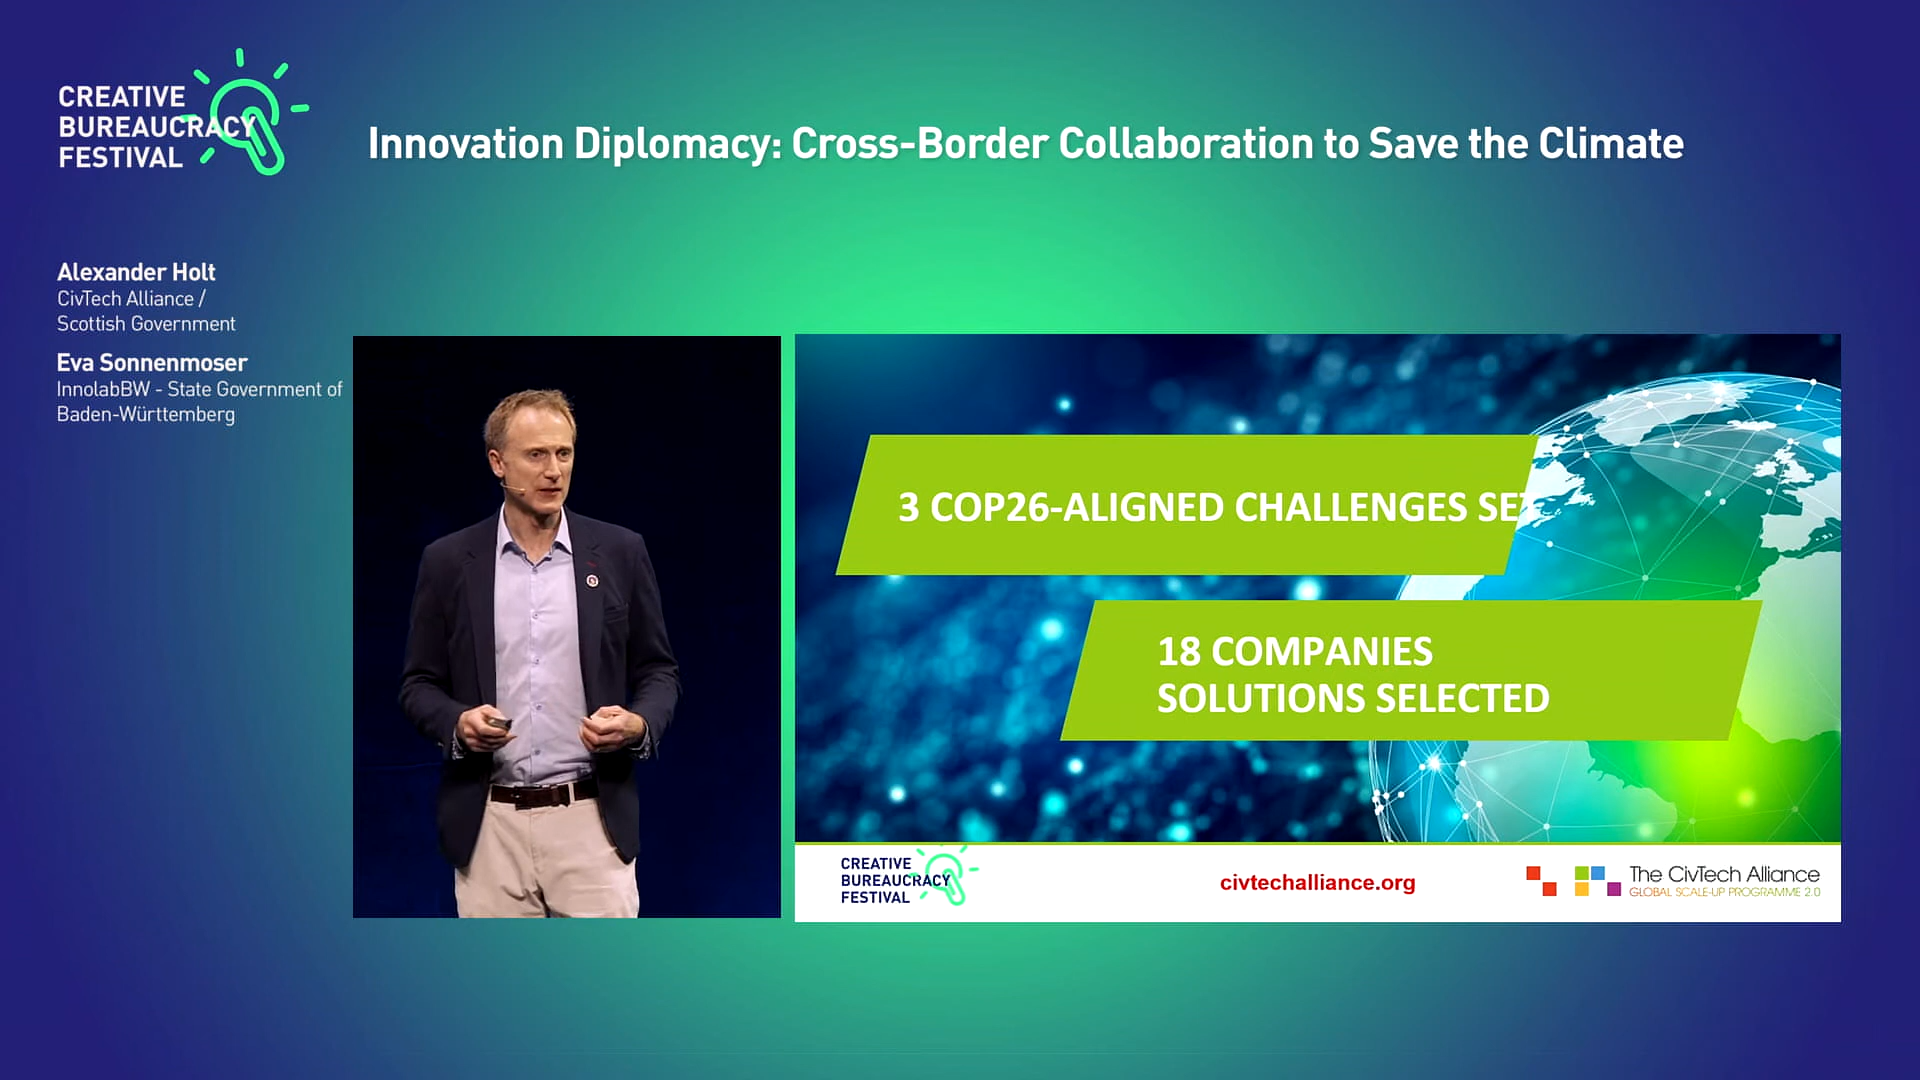 CREATIVE
BUREAUCRACY
FESTIVAL
Innovation Diplomacy: Cross-Border Collaboration to Save the Climate
Alexander Holt
CivTech Alliance /
Scottish Government
Eva Sonnenmoser
InnolabBW - State Government of
Baden-Württemberg
3 COP26-ALIGNED CHALLENGES SET
18 COMPANIES
SOLUTIONS SELECTED
CREATIVE
BUREAUCRACY
FESTIVAL
civtechalliance.org
The CivTech Alliance
GLOBAL SCALE-UP PROGRAMME 2.0